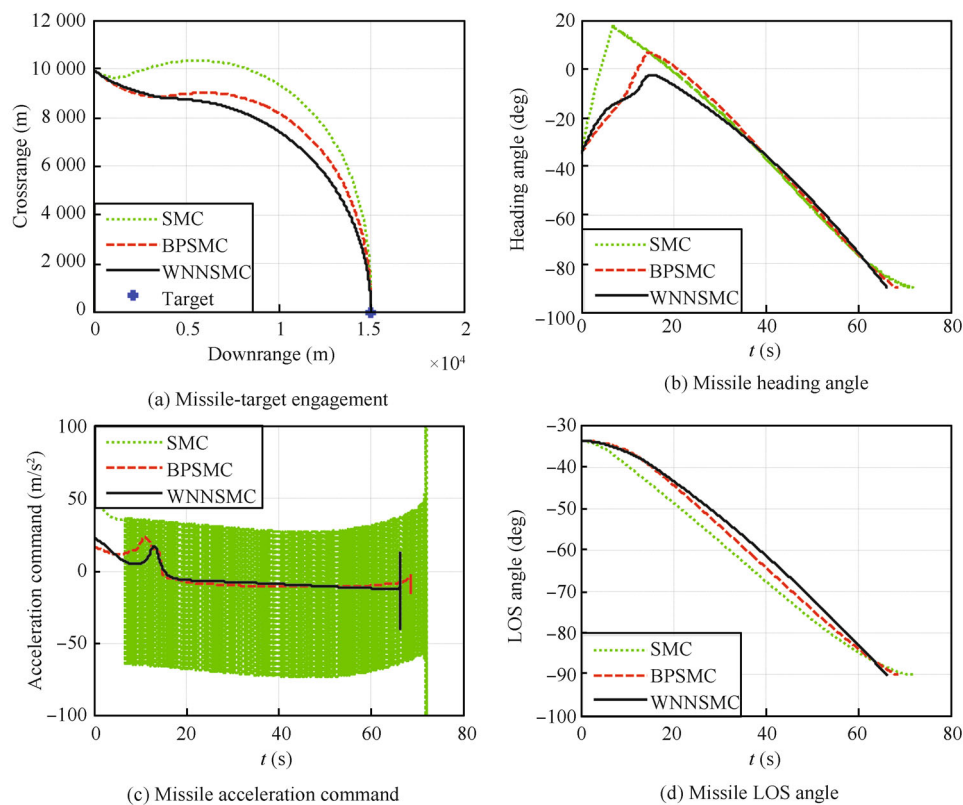 12 000
10 000
8 000
6 000
4 000
2 000
0
Crossrange (m)
SMC
BPSMC
WNNSMC
Target
0 0.5 1 1.5 2
Downrange (m)
×10⁴
(a) Missile-target engagement
20
0
−20
−40
−60
−80
−100
Heading angle (deg)
SMC
BPSMC
WNNSMC
0 20 40 60 80
t (s)
(b) Missile heading angle
100
50
0
−50
−100
Acceleration command (m/s²)
SMC
BPSMC
WNNSMC
0 20 40 60 80
t (s)
(c) Missile acceleration command
−30
−40
−50
−60
−70
−80
−90
−100
LOS angle (deg)
SMC
BPSMC
WNNSMC
0 20 40 60 80
t (s)
(d) Missile LOS angle